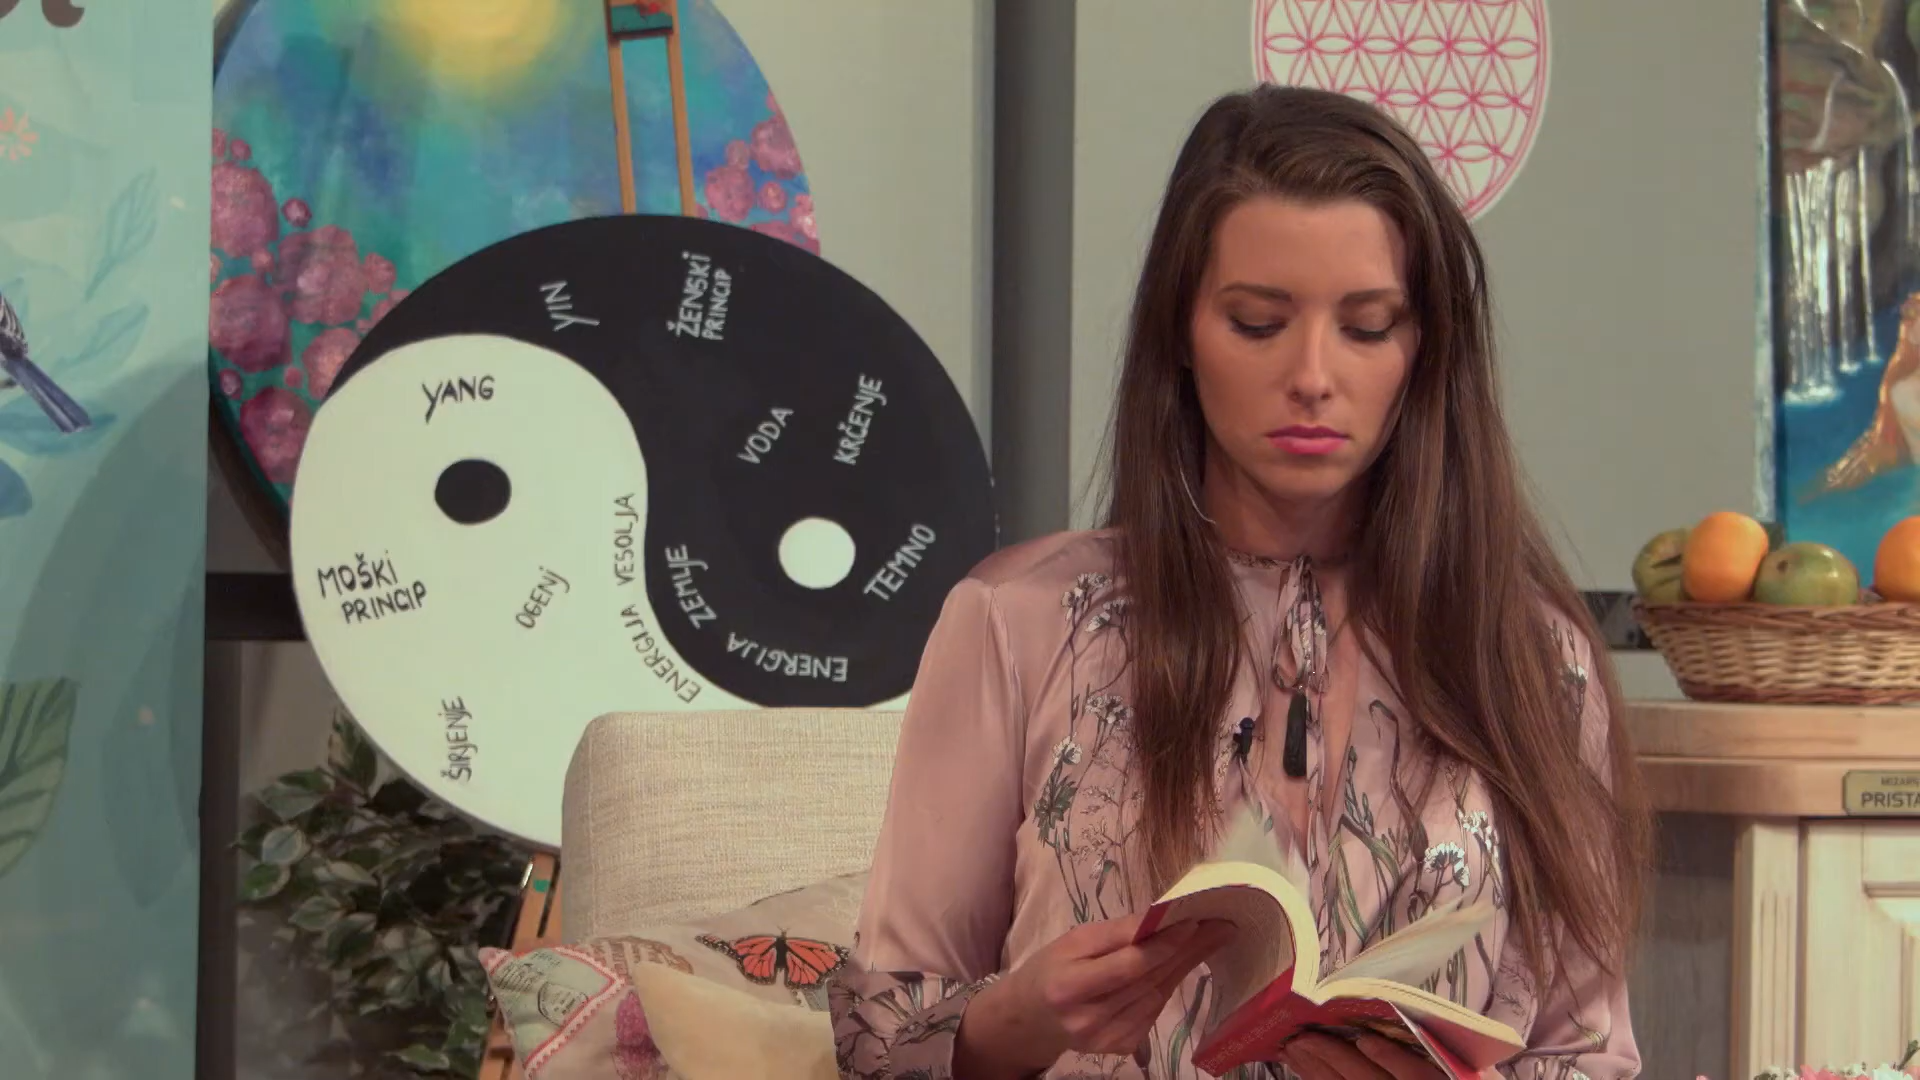 YIN
ŽENSKI
PRINCIP
YANG
VODA
KRČENJE
MOŠKI
PRINCIP
OGENJ
ENERGIJA VESOLJA
ENERGIJA ZEMLJE
TEMNO
ŠIRJENJE
PRISTA